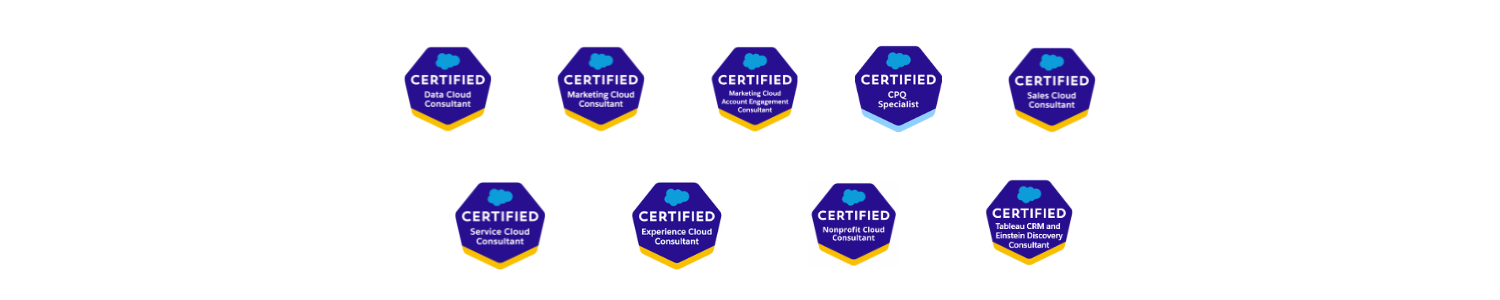 CERTIFIED
Data Cloud
Consultant
CERTIFIED
Marketing Cloud
Consultant
CERTIFIED
Marketing Cloud
Account Engagement
Consultant
CERTIFIED
CPQ
Specialist
CERTIFIED
Sales Cloud
Consultant
CERTIFIED
Service Cloud
Consultant
CERTIFIED
Experience Cloud
Consultant
CERTIFIED
Nonprofit Cloud
Consultant
CERTIFIED
Tableau CRM and
Einstein Discovery
Consultant